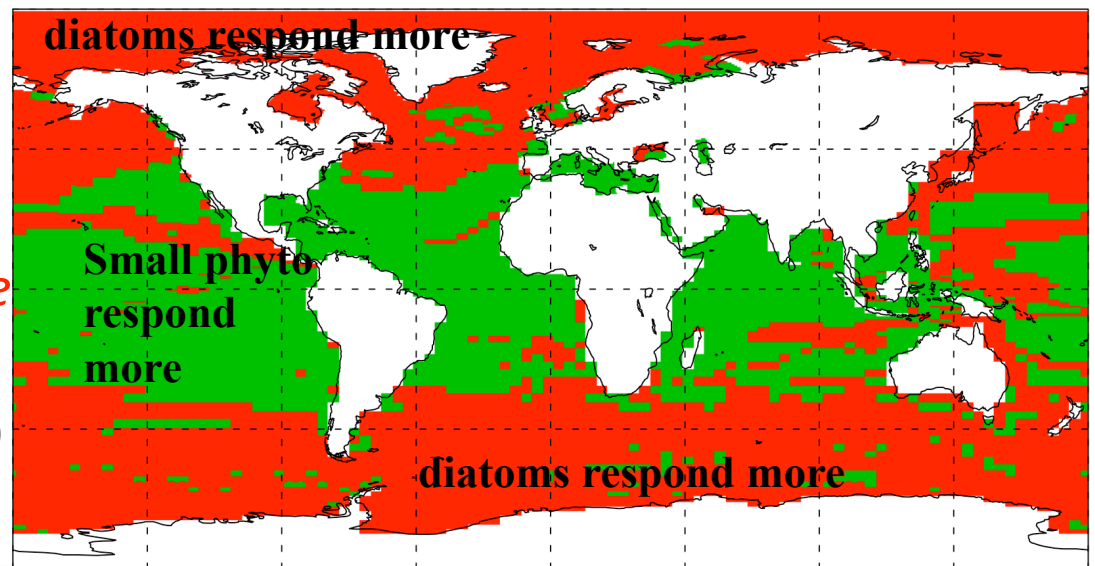 diatoms respond more
Small phyto
respond
more
e
)
diatoms respond more